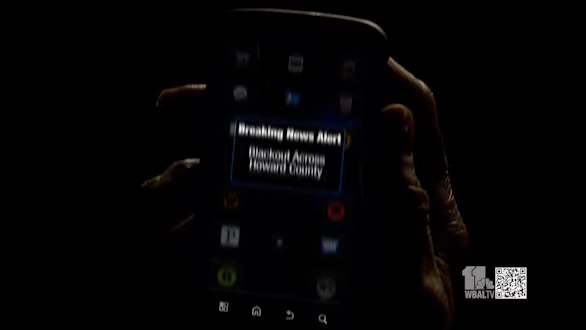 Breaking News Alert
Blackout Across
Howard County
11
WBALTV